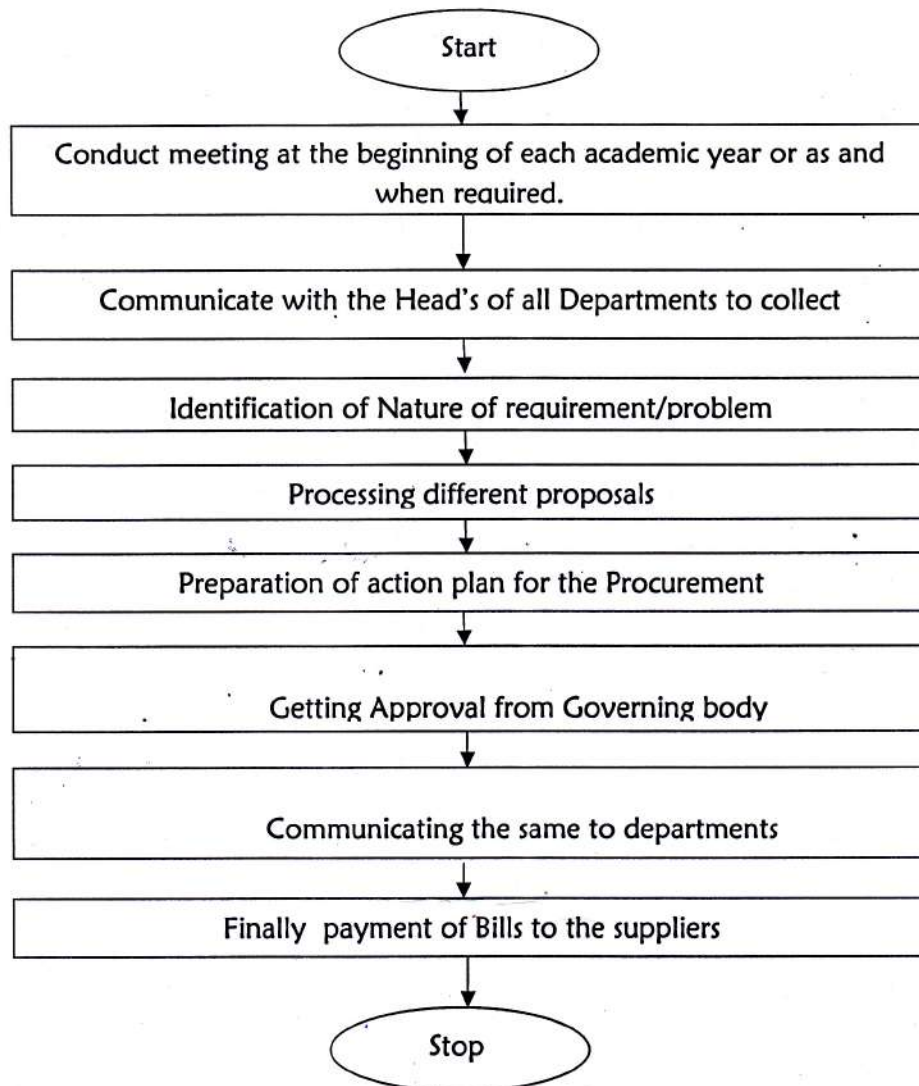 Start
Conduct meeting at the beginning of each academic year or as and
when required.
Communicate with the Head's of all Departments to collect
Identification of Nature of requirement/problem
Processing different proposals
Preparation of action plan for the Procurement
Getting Approval from Governing body
Communicating the same to departments
Finally payment of Bills to the suppliers
Stop